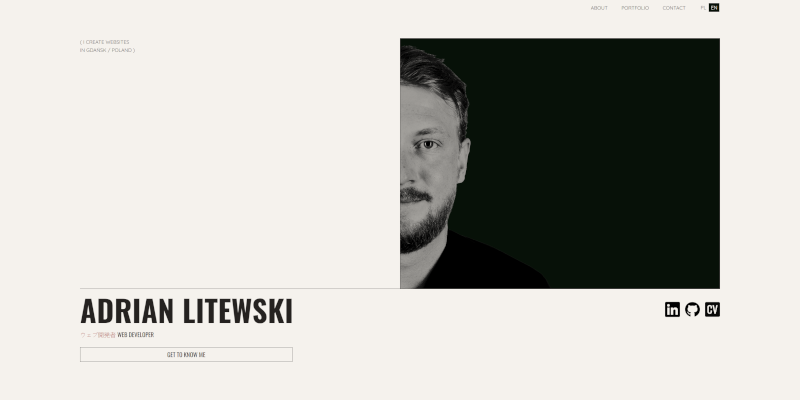 ABOUT PORTFOLIO CONTACT PL EN
( I CREATE WEBSITES
IN GDAŃSK / POLAND )
ADRIAN LITEWSKI
in CV
ウェブ開発者 WEB DEVELOPER
GET TO KNOW ME